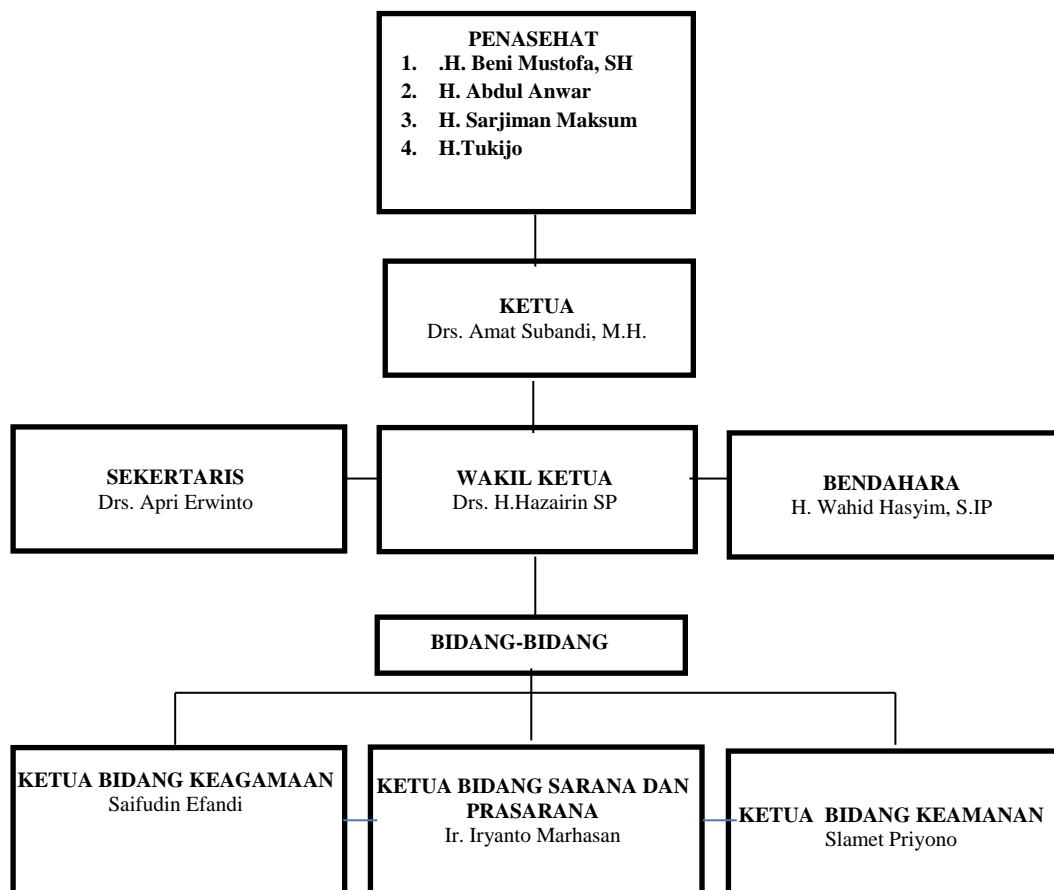 PENASEHAT
1. .H. Beni Mustofa, SH
2. H. Abdul Anwar
3. H. Sarjiman Maksum
4. H.Tukijo
KETUA
Drs. Amat Subandi, M.H.
SEKERTARIS
Drs. Apri Erwinto
WAKIL KETUA
Drs. H.Hazairin SP
BENDAHARA
H. Wahid Hasyim, S.IP
BIDANG-BIDANG
KETUA BIDANG KEAGAMAAN
Saifudin Efandi
KETUA BIDANG SARANA DAN
PRASARANA
Ir. Iryanto Marhasan
KETUA BIDANG KEAMANAN
Slamet Priyono